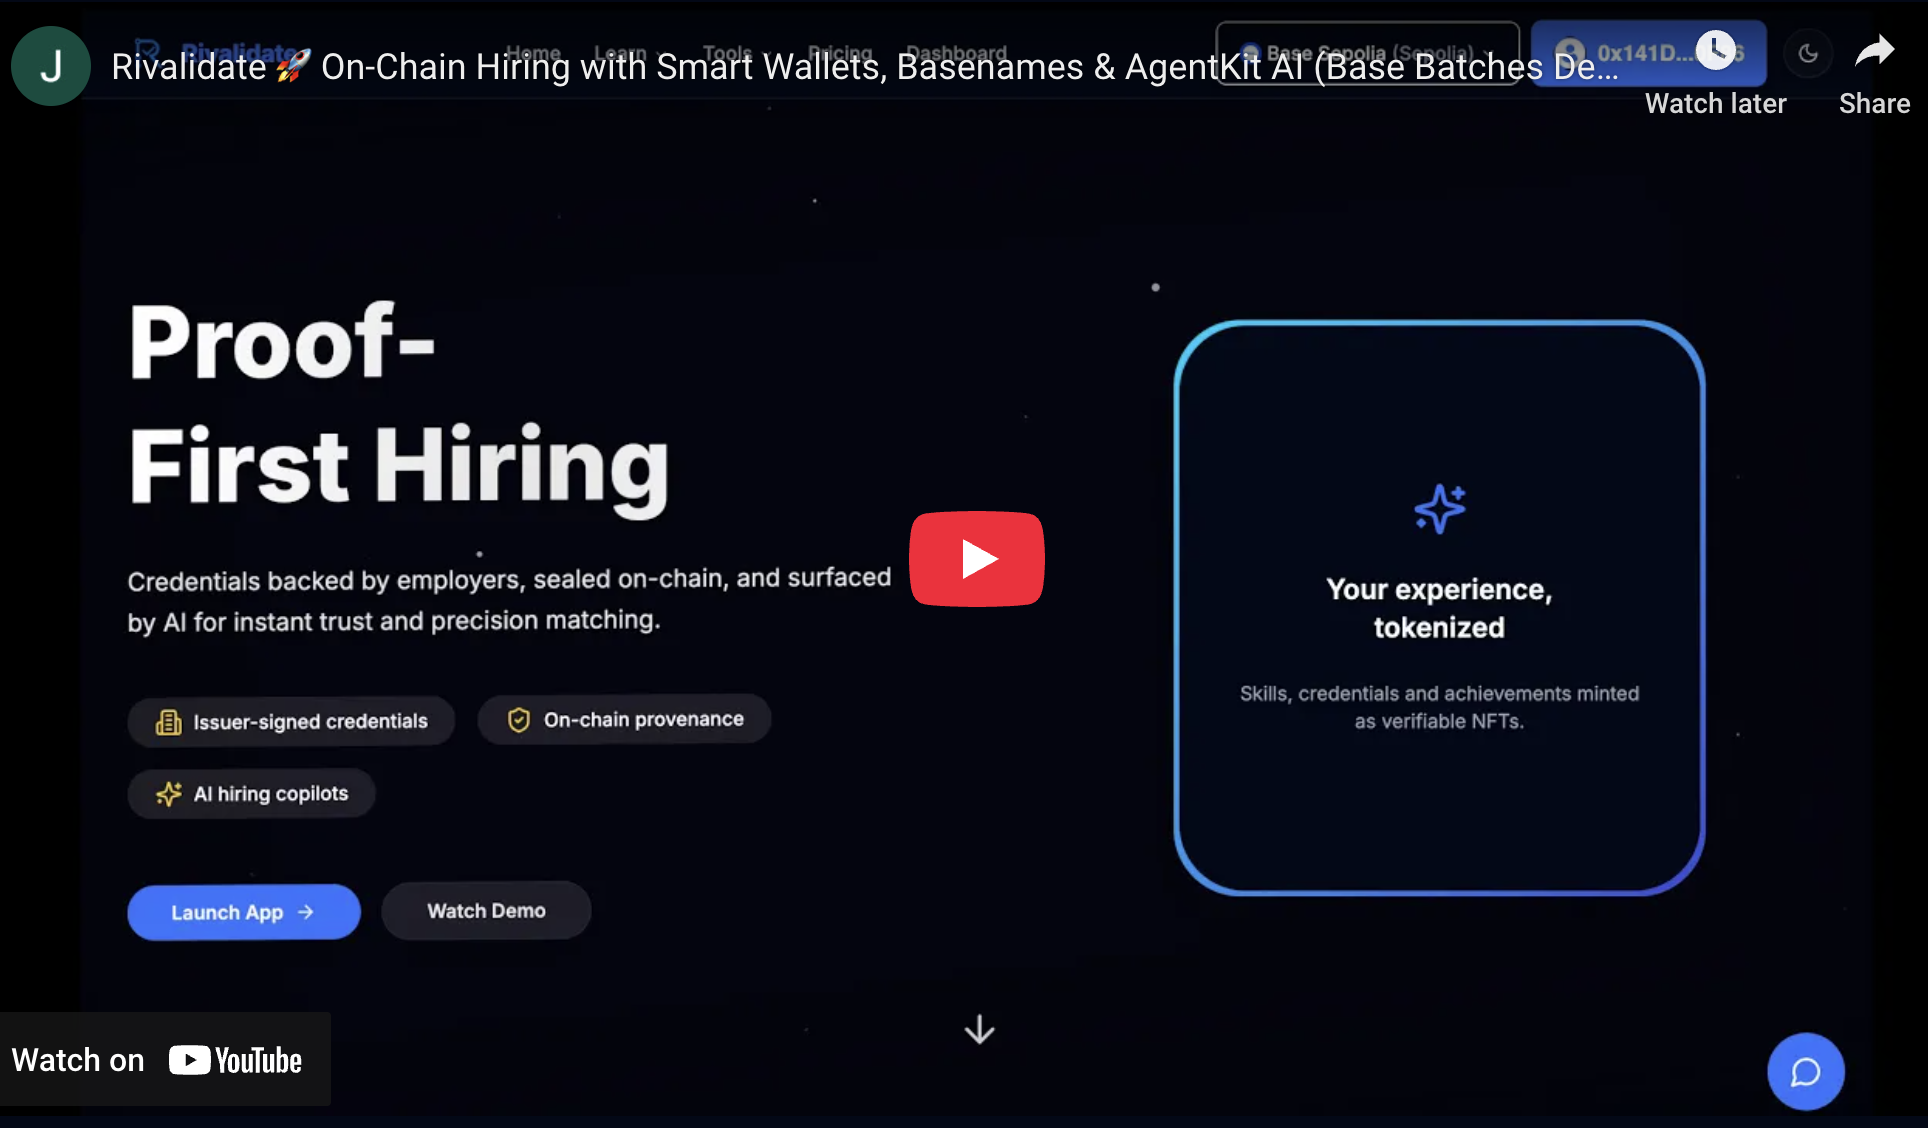 J
Rivalidate 🚀 On-Chain Hiring with Smart Wallets, Basenames & AgentKit AI (Base Batches De...
Watch later
Share
Rivalidate
Home
Learn
Tools
Pricing
Dashboard
Base Sepolia (Sepolia)
0x141D...
Proof-
First Hiring
Credentials backed by employers, sealed on-chain, and surfaced
by AI for instant trust and precision matching.
Issuer-signed credentials
On-chain provenance
AI hiring copilots
Launch App →
Watch Demo
Your experience,
tokenized
Skills, credentials and achievements minted
as verifiable NFTs.
Watch on YouTube